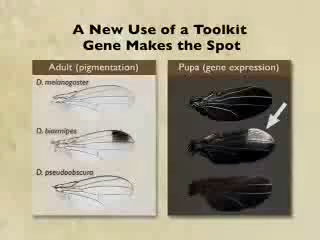 A New Use of a Toolkit
Gene Makes the Spot
Adult (pigmentation)
Pupa (gene expression)
D. melanogaster
D. biarmipes
D. pseudoobscura